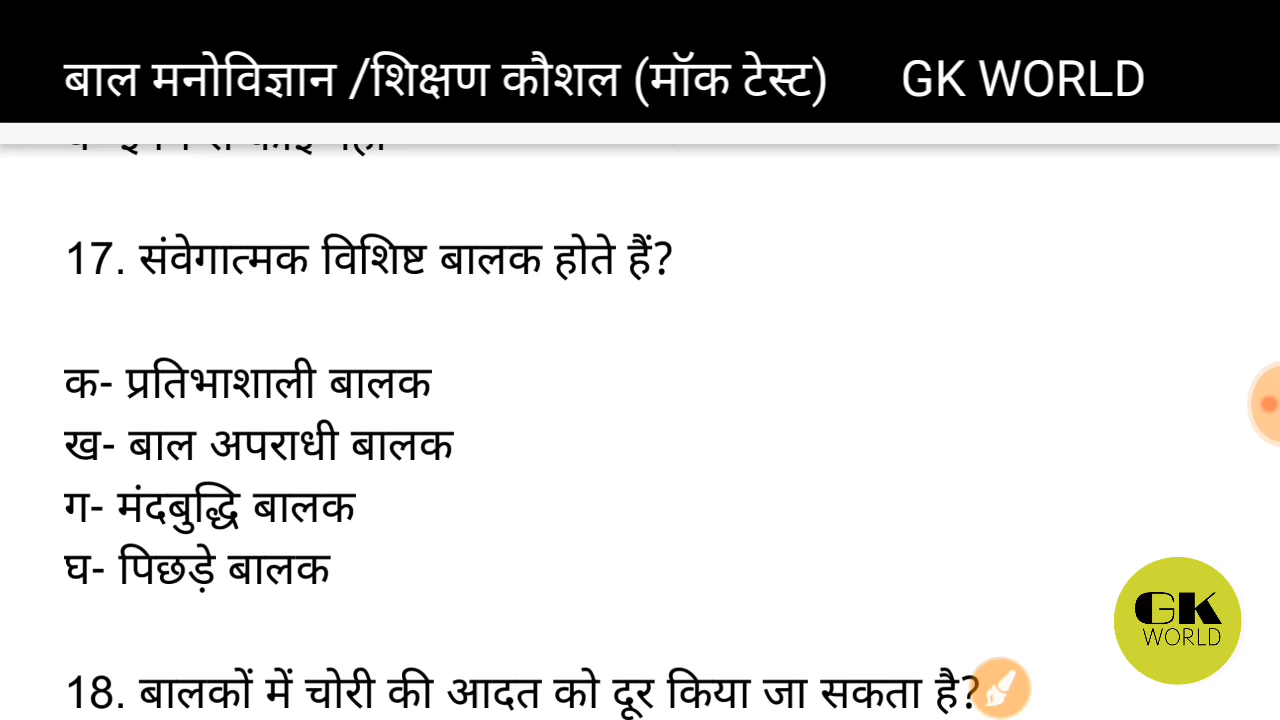 बाल मनोविज्ञान /शिक्षण कौशल (मॉक टेस्ट) GK WORLD
17. संवेगात्मक विशिष्ट बालक होते हैं?
क- प्रतिभाशाली बालक
ख- बाल अपराधी बालक
ग- मंदबुद्धि बालक
घ- पिछड़े बालक
GK
WORLD
18. बालकों में चोरी की आदत को दूर किया जा सकता है?